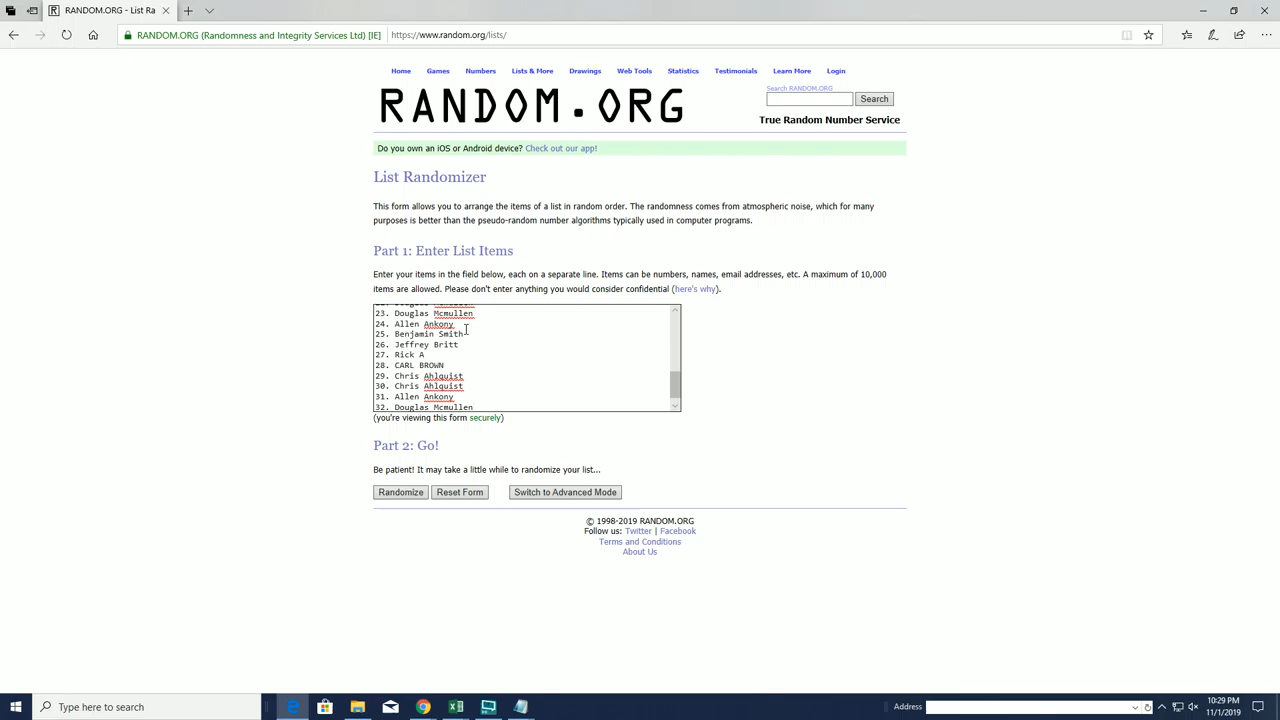 RANDOM.ORG - List Ra
RANDOM.ORG (Randomness and Integrity Services Ltd) [IE]
https://www.random.org/lists/
Home Games Numbers Lists & More Drawings Web Tools Statistics Testimonials Learn More Login
Search RANDOM.ORG
Search
RANDOM.ORG
True Random Number Service
Do you own an iOS or Android device? Check out our app!
List Randomizer
This form allows you to arrange the items of a list in random order. The randomness comes from atmospheric noise, which for many
purposes is better than the pseudo-random number algorithms typically used in computer programs.
Part 1: Enter List Items
Enter your items in the field below, each on a separate line. Items can be numbers, names, email addresses, etc. A maximum of 10,000
items are allowed. Please don't enter anything you would consider confidential (here's why).
23. Douglas Mcmullen
24. Allen Ankony
25. Benjamin Smith
26. Jeffrey Britt
27. Rick A
28. CARL BROWN
29. Chris Ahlquist
30. Chris Ahlquist
31. Allen Ankony
32. Douglas Mcmullen
(you're viewing this form securely)
Part 2: Go!
Be patient! It may take a little while to randomize your list...
Randomize Reset Form Switch to Advanced Mode
© 1998-2019 RANDOM.ORG
Follow us: Twitter | Facebook
Terms and Conditions
About Us
Type here to search
Address
10:29 PM
11/1/2019